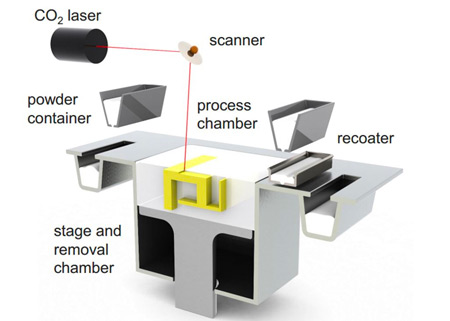 CO₂ laser
scanner
powder
container
process
chamber
recoater
stage and
removal
chamber